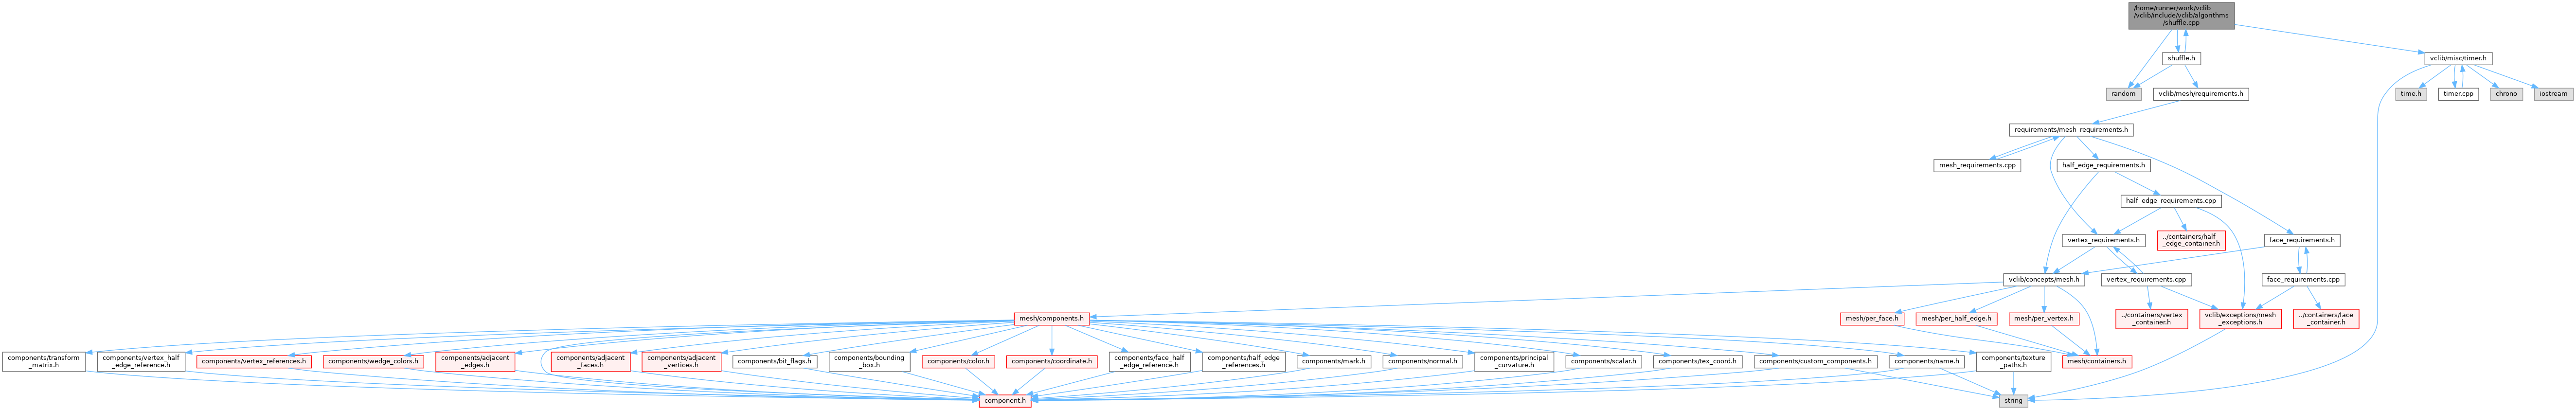 /home/runner/work/vclib
/vclib/include/vclib/algorithms
/shuffle.cpp
shuffle.h
vclib/misc/timer.h
random
vclib/mesh/requirements.h
time.h
timer.cpp
chrono
iostream
requirements/mesh_requirements.h
mesh_requirements.cpp
half_edge_requirements.h
half_edge_requirements.cpp
vertex_requirements.h
../containers/half
_edge_container.h
face_requirements.h
vclib/concepts/mesh.h
vertex_requirements.cpp
face_requirements.cpp
mesh/components.h
mesh/per_face.h
mesh/per_half_edge.h
mesh/per_vertex.h
../containers/vertex
_container.h
vclib/exceptions/mesh
_exceptions.h
../containers/face
_container.h
components/transform
_matrix.h
components/vertex_half
_edge_reference.h
components/vertex_references.h
components/wedge_colors.h
components/adjacent
_edges.h
components/adjacent
_faces.h
components/adjacent
_vertices.h
components/bit_flags.h
components/bounding
_box.h
components/color.h
components/coordinate.h
components/face_half
_edge_reference.h
components/half_edge
_references.h
components/mark.h
components/normal.h
components/principal
_curvature.h
components/scalar.h
components/tex_coord.h
components/custom_components.h
components/name.h
components/texture
_paths.h
mesh/containers.h
component.h
string